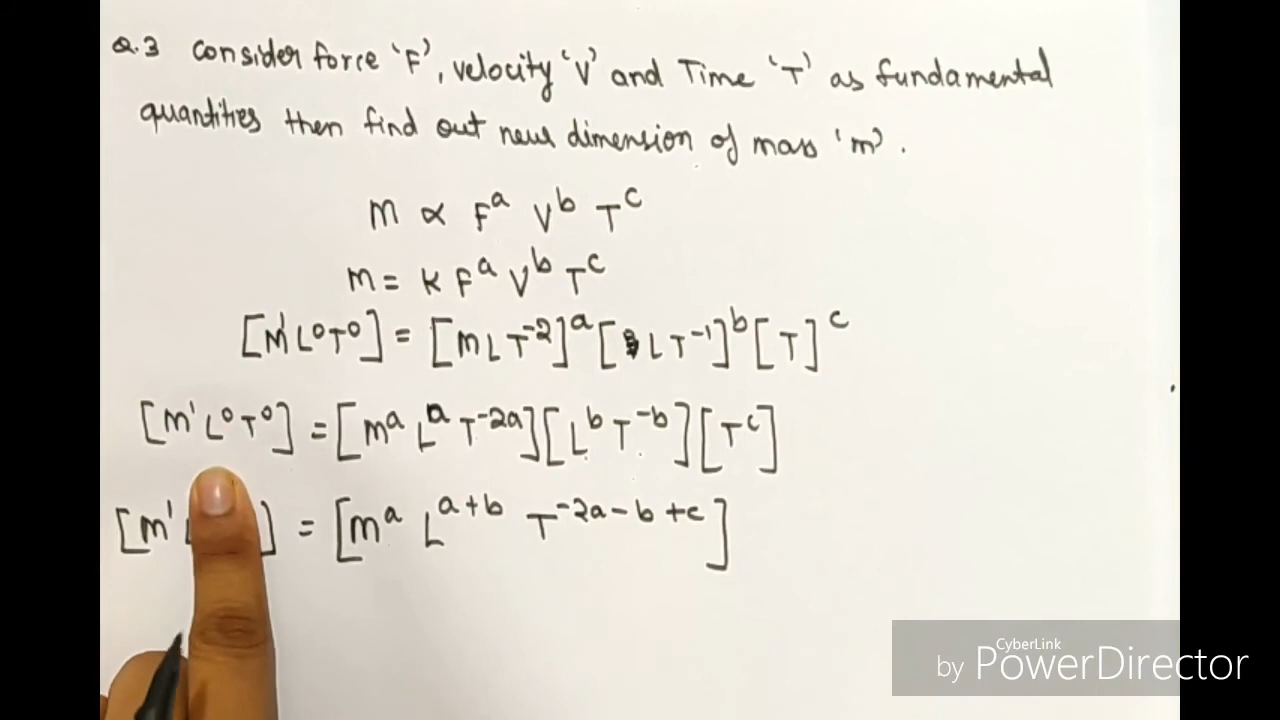 Q.3 Consider force 'F', velocity 'V' and Time 'T' as fundamental
quantities then find out new dimension of mass 'm'.
m ∝ F^a V^b T^c
m = K F^a V^b T^c
[M^1 L^0 T^0] = [M L T^-2]^a [L T^-1]^b [T]^c
[M^1 L^0 T^0] = [M^a L^a T^-2a] [L^b T^-b] [T^c]
[M^1 ] = [M^a L^a+b T^-2a-b+c]
CyberLink
by PowerDirector